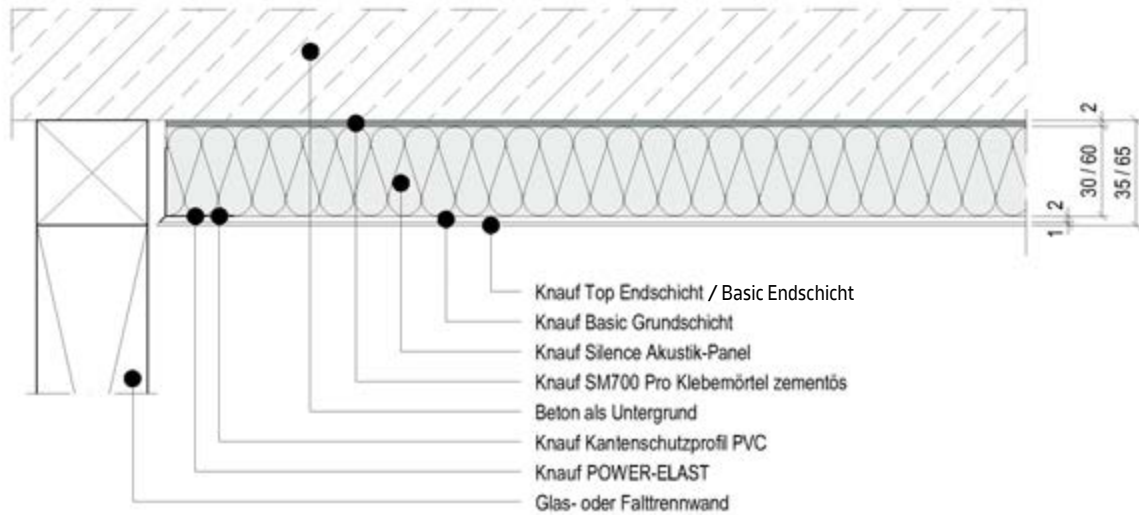 2
30 / 60
35 / 65
2
1
Knauf Top Endschicht / Basic Endschicht
Knauf Basic Grundschicht
Knauf Silence Akustik-Panel
Knauf SM700 Pro Klebemörtel zementös
Beton als Untergrund
Knauf Kantenschutzprofil PVC
Knauf POWER-ELAST
Glas- oder Falttrennwand